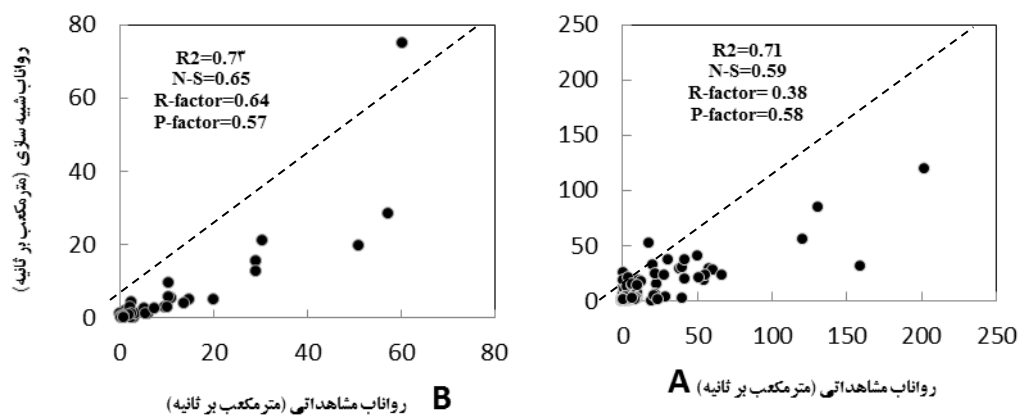 80
60
40
20
0
0
20
40
60
80
R2=0.7۳
N-S=0.65
R-factor=0.64
P-factor=0.57
رواناب شبیه سازی (مترمکعب بر ثانیه)
رواناب مشاهداتی (مترمکعب بر ثانیه)
B
250
200
150
100
50
0
0
50
100
150
200
250
R2=0.71
N-S=0.59
R-factor= 0.38
P-factor=0.58
رواناب مشاهداتی (مترمکعب بر ثانیه)
A